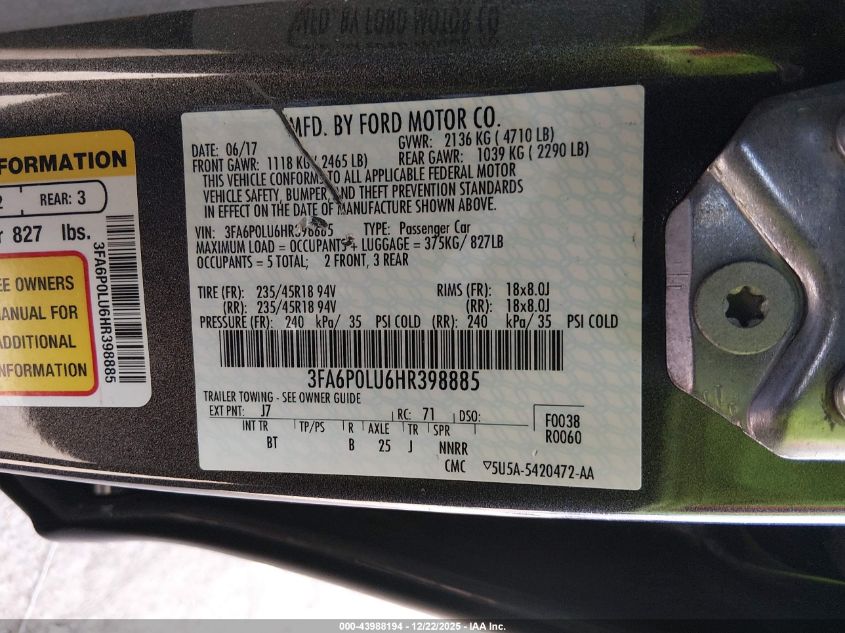 MFD. BY FORD MOTOR CO.
DATE: 06/17 GVWR: 2136 KG ( 4710 LB)
FRONT GAWR: 1118 KG( 2465 LB) REAR GAWR: 1039 KG ( 2290 LB)
THIS VEHICLE CONFORMS TO ALL APPLICABLE FEDERAL MOTOR
VEHICLE SAFETY, BUMPER, AND THEFT PREVENTION STANDARDS
IN EFFECT ON THE DATE OF MANUFACTURE SHOWN ABOVE.
VIN: 3FA6P0LU6HR398885 TYPE: Passenger Car
MAXIMUM LOAD = OCCUPANTS + LUGGAGE = 375KG/ 827LB
OCCUPANTS = 5 TOTAL; 2 FRONT, 3 REAR
TIRE (FR): 235/45R18 94V RIMS (FR): 18x8.0J
(RR): 235/45R18 94V (RR): 18x8.0J
PRESSURE (FR): 240 kPa/ 35 PSI COLD (RR): 240 kPa/ 35 PSI COLD
3FA6P0LU6HR398885
TRAILER TOWING - SEE OWNER GUIDE
EXT PNT: J7 RC: 71 DSO: F0038
INT TR TP/PS R AXLE TR SPR R0060
BT B 25 J NNRR
CMC ▽5U5A-5420472-AA
FORMATION
2 REAR: 3
r 827 lbs.
EE OWNERS
MANUAL FOR
ADDITIONAL
INFORMATION
3FA6P0LU6HR398885
000-43988194 - 12/22/2025 - IAA Inc.